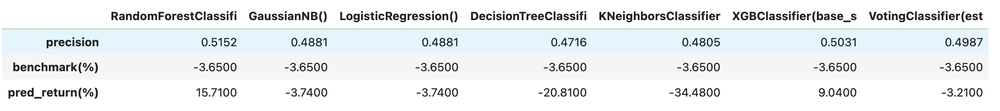 RandomForestClassifi GaussianNB() LogisticRegression() DecisionTreeClassifi KNeighborsClassifier XGBClassifier(base_s VotingClassifier(est
precision 0.5152 0.4881 0.4881 0.4716 0.4805 0.5031 0.4987
benchmark(%) -3.6500 -3.6500 -3.6500 -3.6500 -3.6500 -3.6500 -3.6500
pred_return(%) 15.7100 -3.7400 -3.7400 -20.8100 -34.4800 9.0400 -3.2100